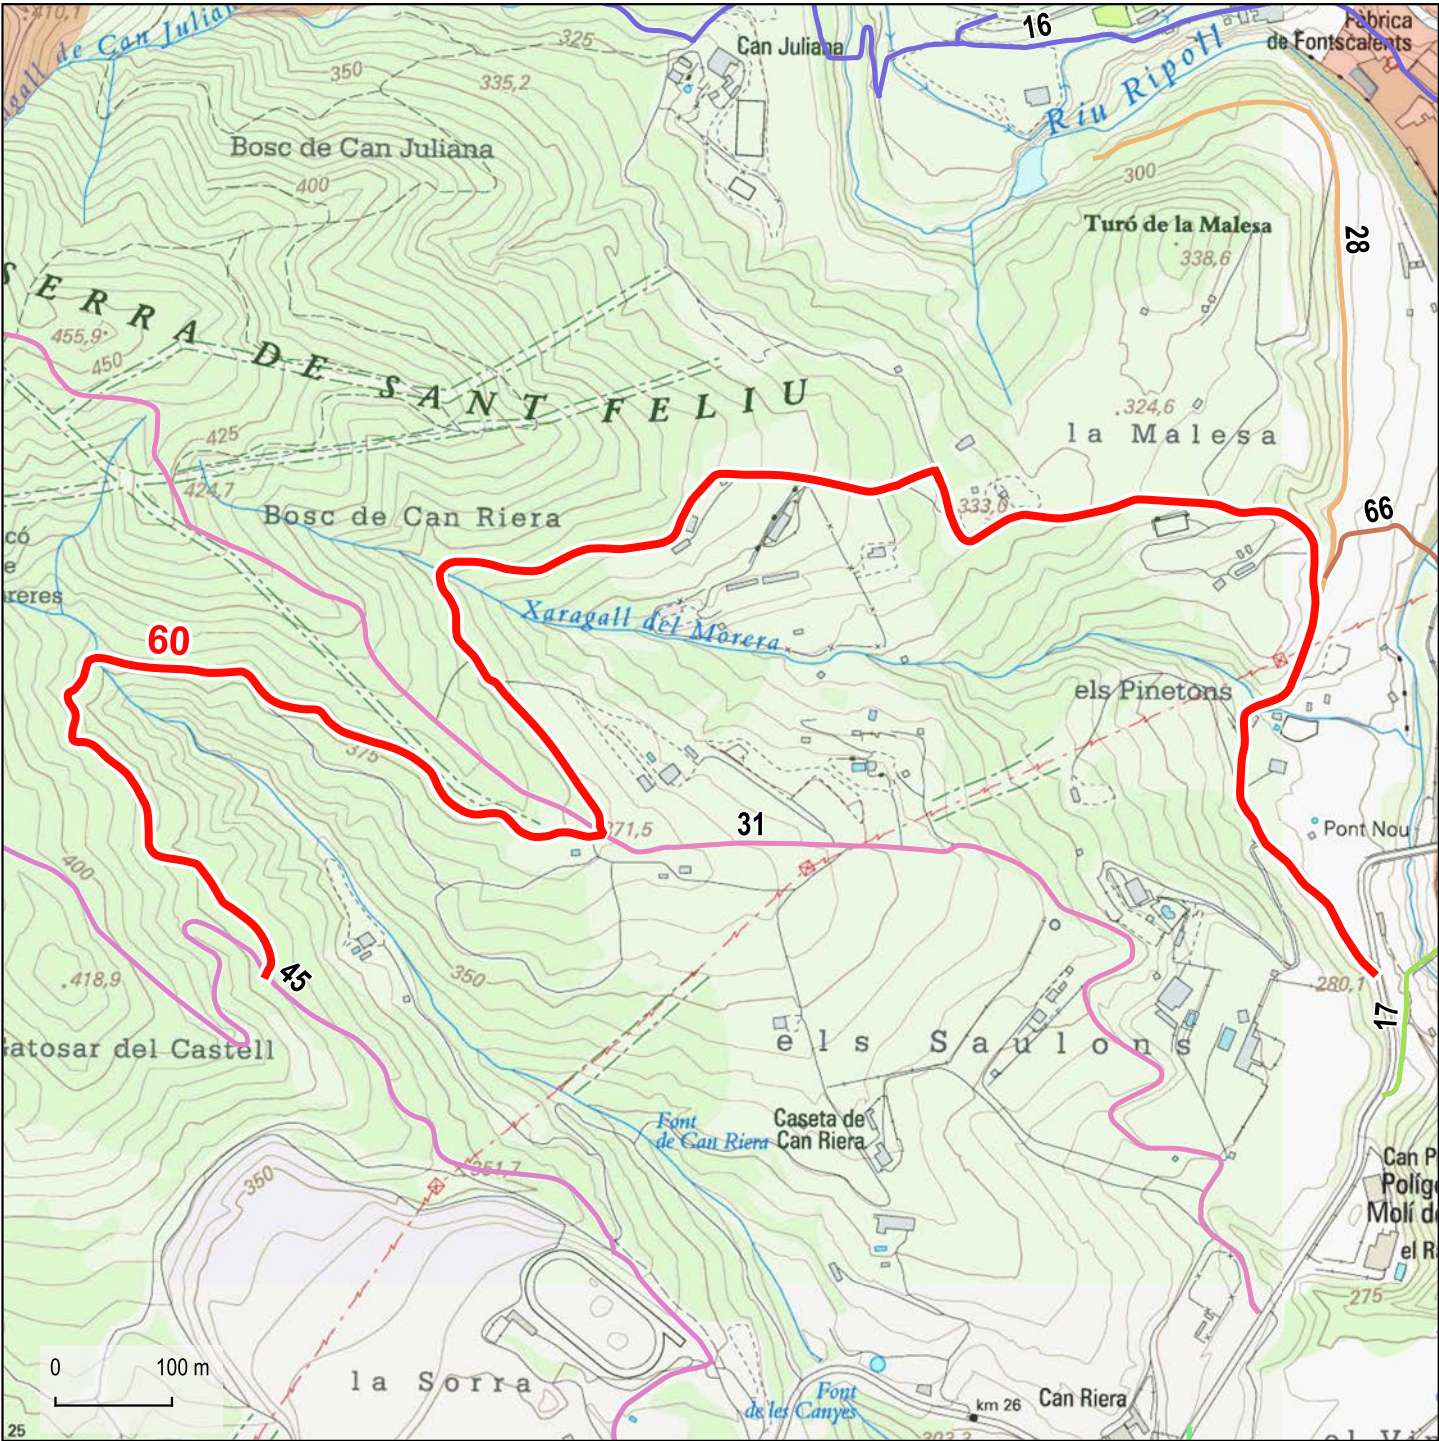 410,1
16
Fàbrica
de Fontscalents
Can Juliana
325
350
335,2
Riu Ripoll
Bosc de Can Juliana
400
300
Turó de la Malesa
28
338,6
SERRA DE SANT FELIU
455,9
450
324,6
la Malesa
425
424,7
Bosc de Can Riera
333,0
66
Xaragall del Morera
60
els Pinetons
375
371,5
31
Pont Nou
400
45
418,9
350
280,1
17
Gatosar del Castell
els Saulons
Font
de Can Riera
Caseta de
Can Riera
351,7
350
Can P
Políg
Molí d
el R
275
0 100 m
la Sorra
Font
de les Canyes
km 26
Can Riera
25